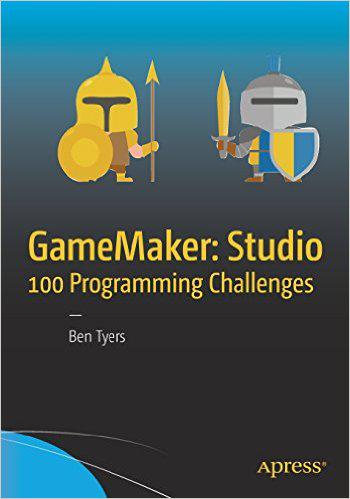 GameMaker: Studio
100 Programming Challenges
—
Ben Tyers
Apress®